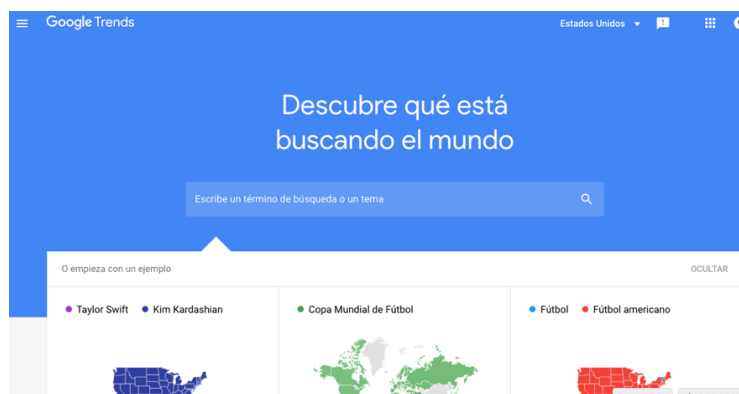 Google Trends
Estados Unidos
Descubre qué está
buscando el mundo
Escribe un término de búsqueda o un tema
O empieza con un ejemplo
OCULTAR
Taylor Swift Kim Kardashian
Copa Mundial de Fútbol
Fútbol Fútbol americano